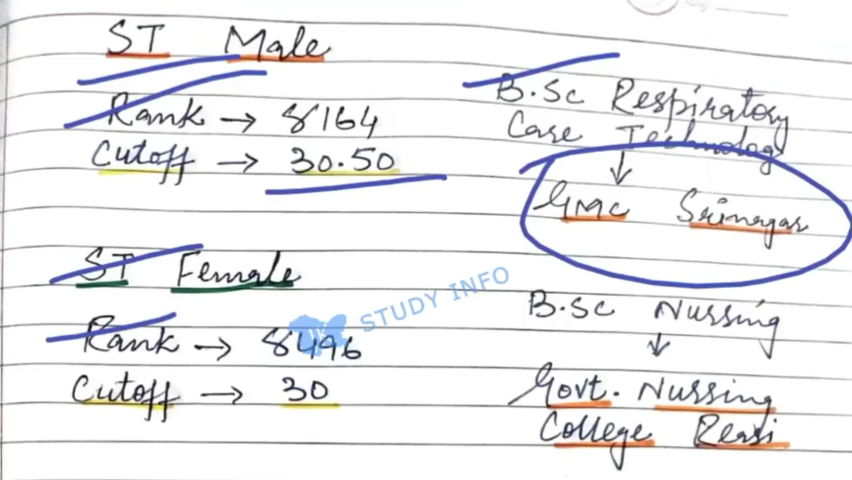 ST Male
Rank → 8164
Cutoff → 30.50
B.Sc Respiratory
Case Technology
↓
GMC Srinagar
ST Female
Rank → 8496
Cutoff → 30
B.Sc Nursing
↓
Govt. Nursing
College Reasi
STUDY INFO